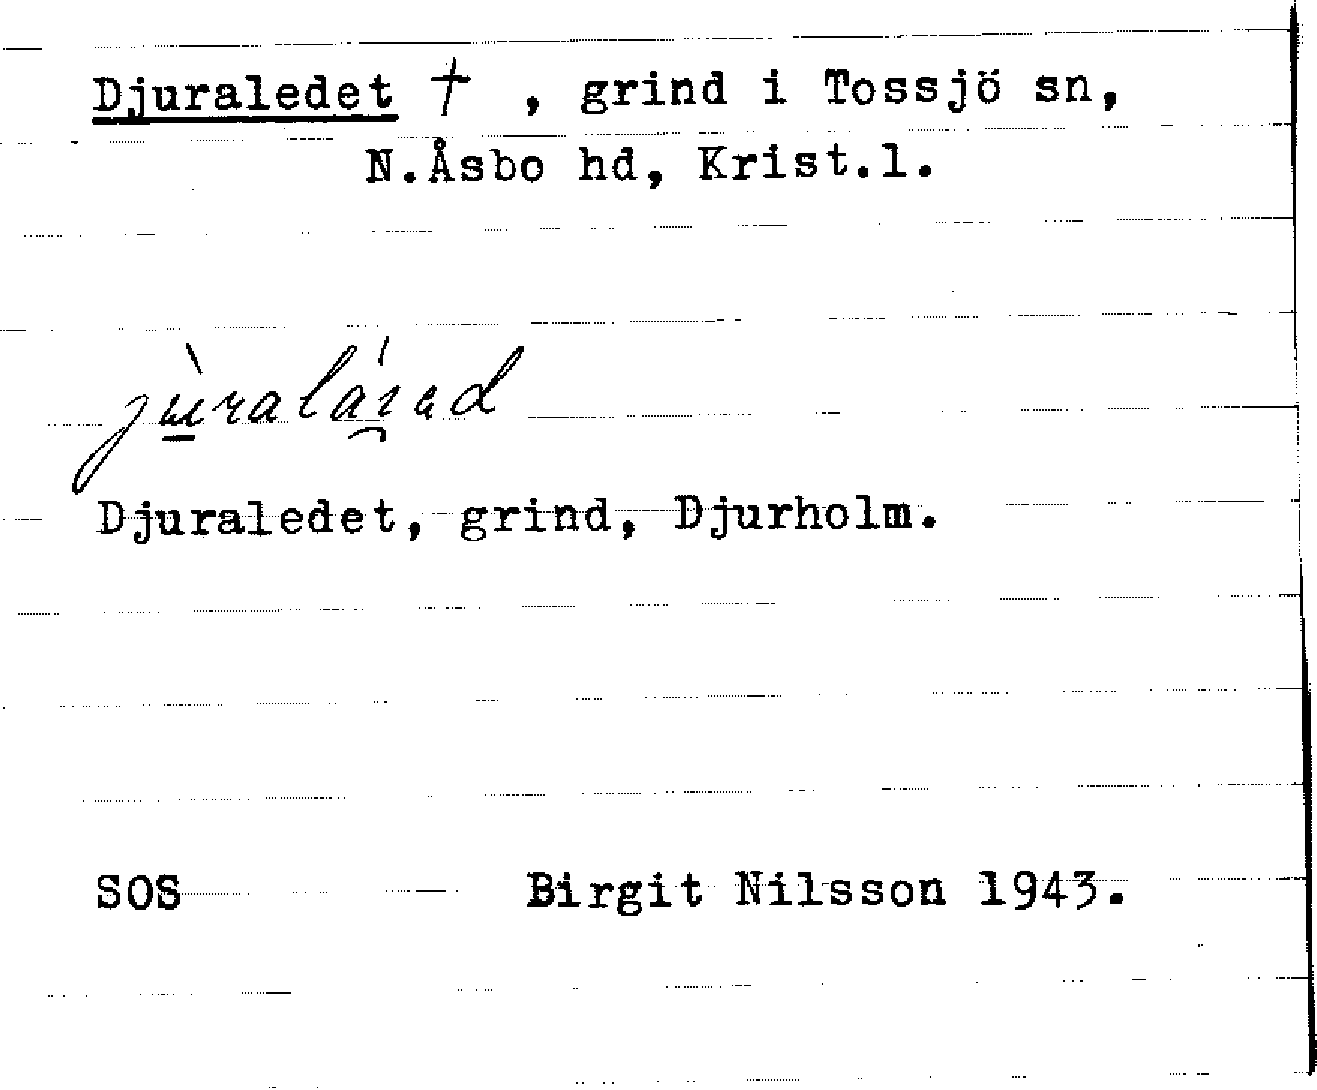 Djuraledet † , grind i Tossjö sn,
N.Åsbo hd, Krist.l.
Djuraledet, grind, Djurholm.
SOS Birgit Nilsson 1943.